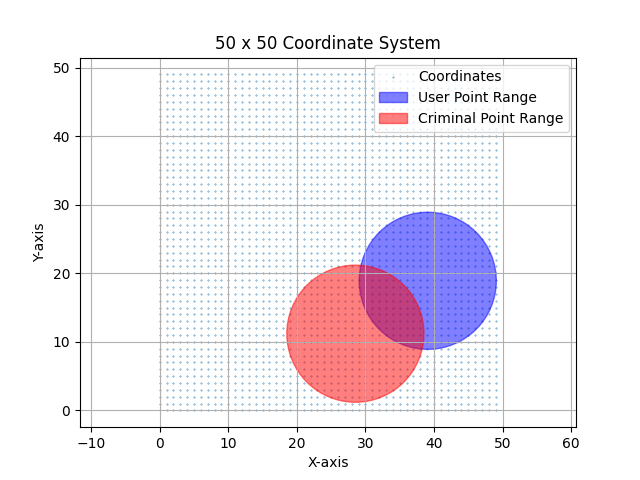 50 x 50 Coordinate System
Coordinates
User Point Range
Criminal Point Range
50
40
30
20
10
0
Y-axis
−10 0 10 20 30 40 50 60
X-axis